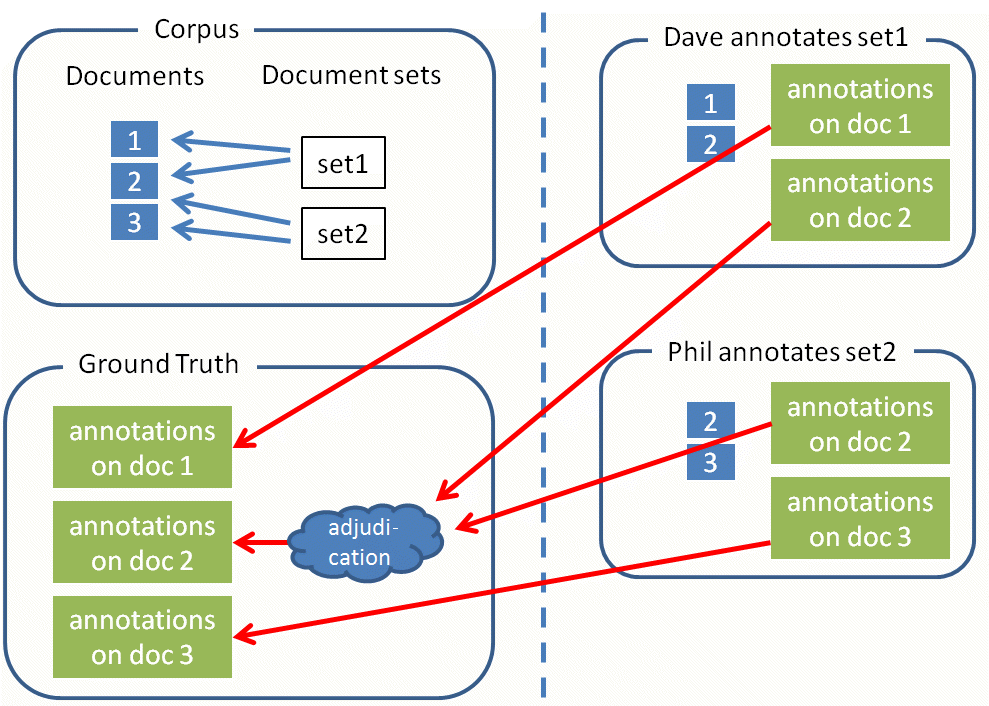 Corpus
Documents
Document sets
1
2
3
set1
set2
Dave annotates set1
1
2
annotations
on doc 1
annotations
on doc 2
Ground Truth
annotations
on doc 1
annotations
on doc 2
annotations
on doc 3
adjudi-
cation
Phil annotates set2
2
3
annotations
on doc 2
annotations
on doc 3